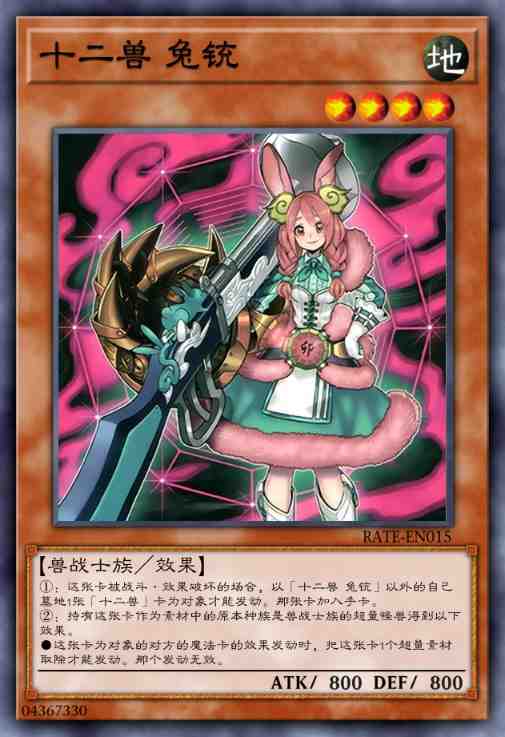 十二兽 兔铳
地
卯
RATE-EN015
【兽战士族／效果】
①：这张卡被战斗·效果破坏的场合，以「十二兽 兔铳」以外的自己
墓地1张「十二兽」卡为对象才能发动。那张卡加入手卡。
②：持有这张卡作为素材中的原本种族是兽战士族的超量怪兽得到以下
效果。
●这张卡为对象的对方的魔法卡的效果发动时，把这张卡1个超量素材
取除才能发动。那个发动无效。
ATK/ 800 DEF/ 800
04367330